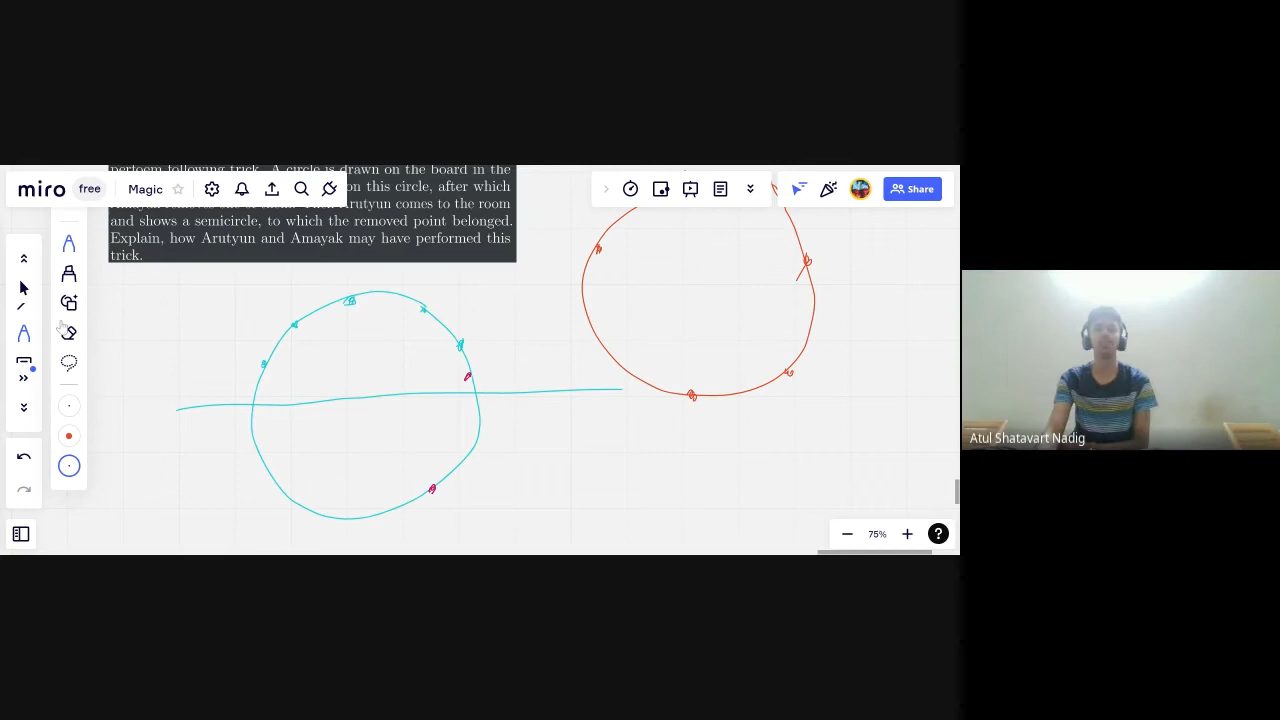 perfoem following trick. A circle is drawn on the board in the
miro free Magic Share
on this circle, after which
Arutyun comes to the room
and shows a semicircle, to which the removed point belonged.
Explain, how Arutyun and Amayak may have performed this
trick.
Atul Shatavart Nadig
75%